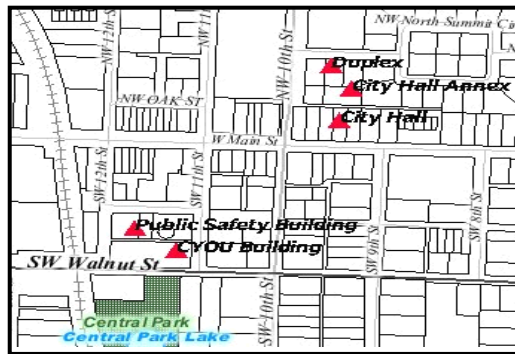 NW North Summit Cir
NW 12th St
NW 11th St
NW 10th St
Duplex
City Hall Annex
NW OAK ST
City Hall
W Main St
SW 12th St
SW 11th St
SW 9th St
SW 8th St
Public Safety Building
CYOU Building
SW Walnut St
SW 10th St
Central Park
Central Park Lake